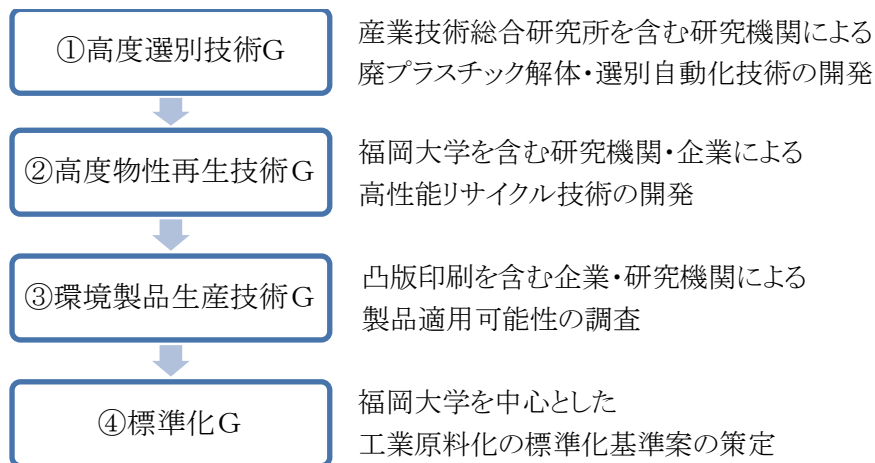 ①高度選別技術G
産業技術総合研究所を含む研究機関による
廃プラスチック解体・選別自動化技術の開発
②高度物性再生技術G
福岡大学を含む研究機関・企業による
高性能リサイクル技術の開発
③環境製品生産技術G
凸版印刷を含む企業・研究機関による
製品適用可能性の調査
④標準化G
福岡大学を中心とした
工業原料化の標準化基準案の策定